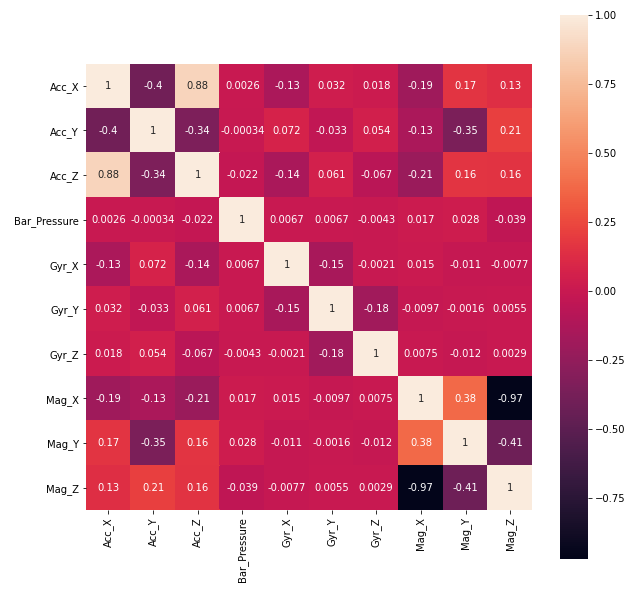 1.00
Acc_X 1 -0.4 0.88 0.0026 -0.13 0.032 0.018 -0.19 0.17 0.13
0.75
Acc_Y -0.4 1 -0.34 -0.00034 0.072 -0.033 0.054 -0.13 -0.35 0.21
Acc_Z 0.88 -0.34 1 -0.022 -0.14 0.061 -0.067 -0.21 0.16 0.16
0.50
Bar_Pressure 0.0026 -0.00034 -0.022 1 0.0067 0.0067 -0.0043 0.017 0.028 -0.039
0.25
Gyr_X -0.13 0.072 -0.14 0.0067 1 -0.15 -0.0021 0.015 -0.011 -0.0077
0.00
Gyr_Y 0.032 -0.033 0.061 0.0067 -0.15 1 -0.18 -0.0097 -0.0016 0.0055
Gyr_Z 0.018 0.054 -0.067 -0.0043 -0.0021 -0.18 1 0.0075 -0.012 0.0029
-0.25
Mag_X -0.19 -0.13 -0.21 0.017 0.015 -0.0097 0.0075 1 0.38 -0.97
-0.50
Mag_Y 0.17 -0.35 0.16 0.028 -0.011 -0.0016 -0.012 0.38 1 -0.41
Mag_Z 0.13 0.21 0.16 -0.039 -0.0077 0.0055 0.0029 -0.97 -0.41 1
-0.75
Acc_X Acc_Y Acc_Z Bar_Pressure Gyr_X Gyr_Y Gyr_Z Mag_X Mag_Y Mag_Z